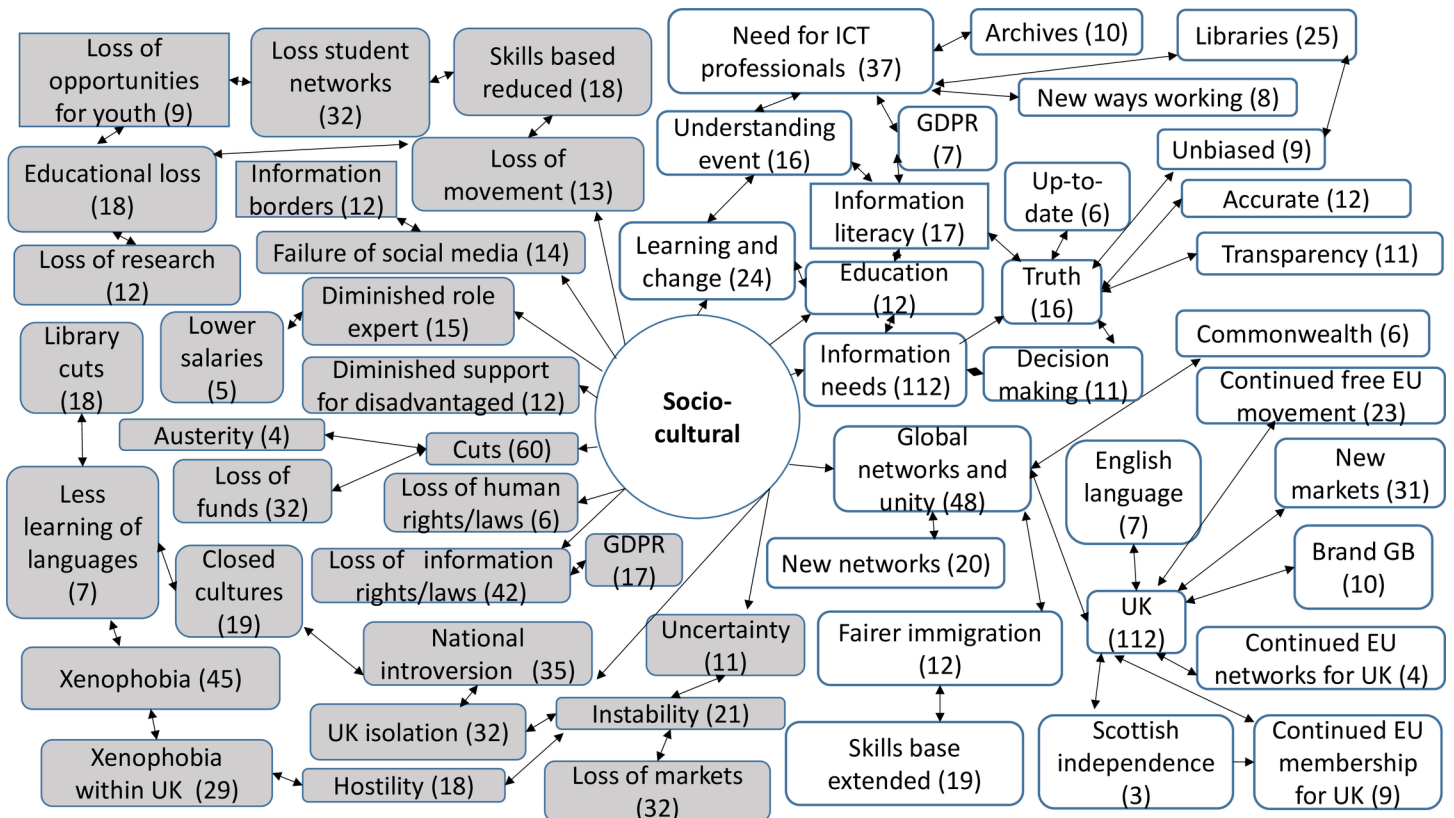 Loss of
opportunities
for youth (9)
Loss student
networks
(32)
Skills based
reduced (18)
Need for ICT
professionals (37)
Archives (10)
Libraries (25)
New ways working (8)
Understanding
event (16)
GDPR
(7)
Unbiased (9)
Educational loss
(18)
Information
borders (12)
Loss of
movement (13)
Information
literacy (17)
Up-to-
date (6)
Accurate (12)
Loss of research
(12)
Failure of social media (14)
Learning and
change (24)
Education
(12)
Truth
(16)
Transparency (11)
Diminished role
expert (15)
Lower
salaries
(5)
Library
cuts
(18)
Diminished support
for disadvantaged (12)
Information
needs (112)
Decision
making (11)
Commonwealth (6)
Continued free EU
movement (23)
Socio-
cultural
Austerity (4)
Cuts (60)
Loss of
funds (32)
Global
networks and
unity (48)
English
language
(7)
New
markets (31)
Less
learning of
languages
(7)
Loss of human
rights/laws (6)
Loss of information
rights/laws (42)
GDPR
(17)
New networks (20)
Brand GB
(10)
Closed
cultures
(19)
National
introversion (35)
Uncertainty
(11)
Fairer immigration
(12)
UK
(112)
Continued EU
networks for UK (4)
Xenophobia (45)
UK isolation (32)
Instability (21)
Xenophobia
within UK (29)
Hostility (18)
Loss of markets
(32)
Skills base
extended (19)
Scottish
independence
(3)
Continued EU
membership
for UK (9)